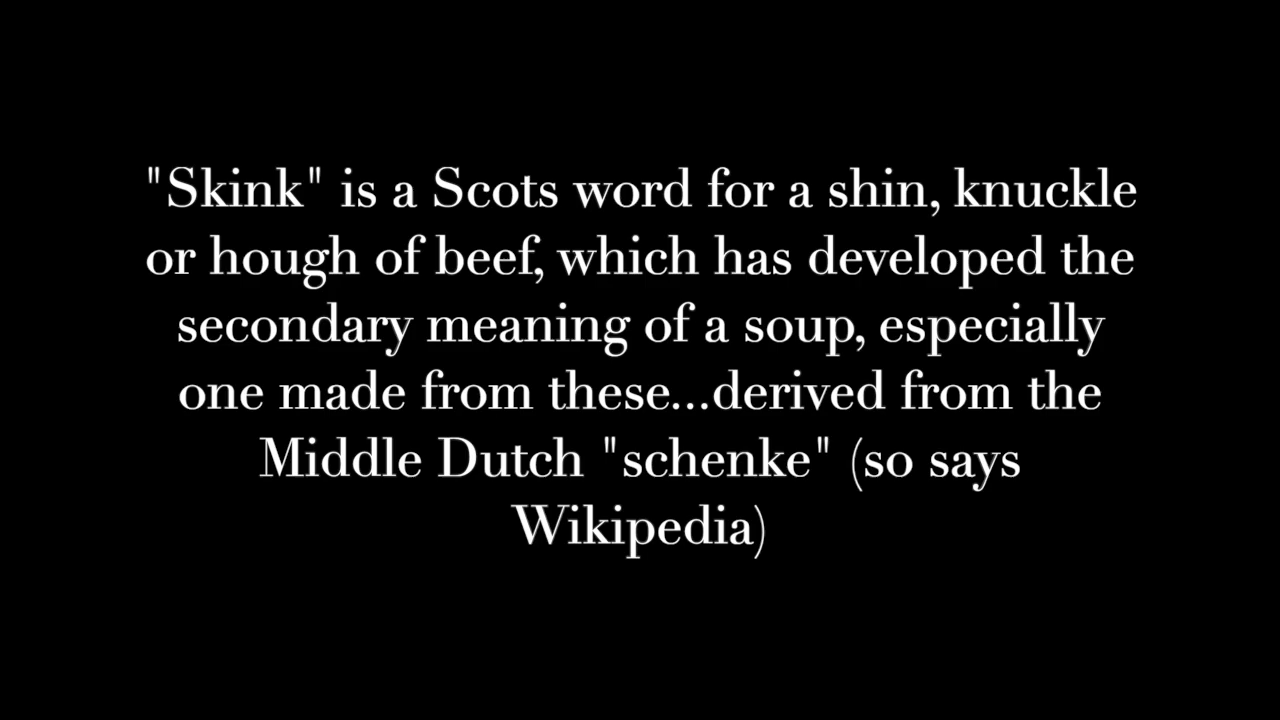 "Skink" is a Scots word for a shin, knuckle
or hough of beef, which has developed the
secondary meaning of a soup, especially
one made from these...derived from the
Middle Dutch "schenke" (so says
Wikipedia)